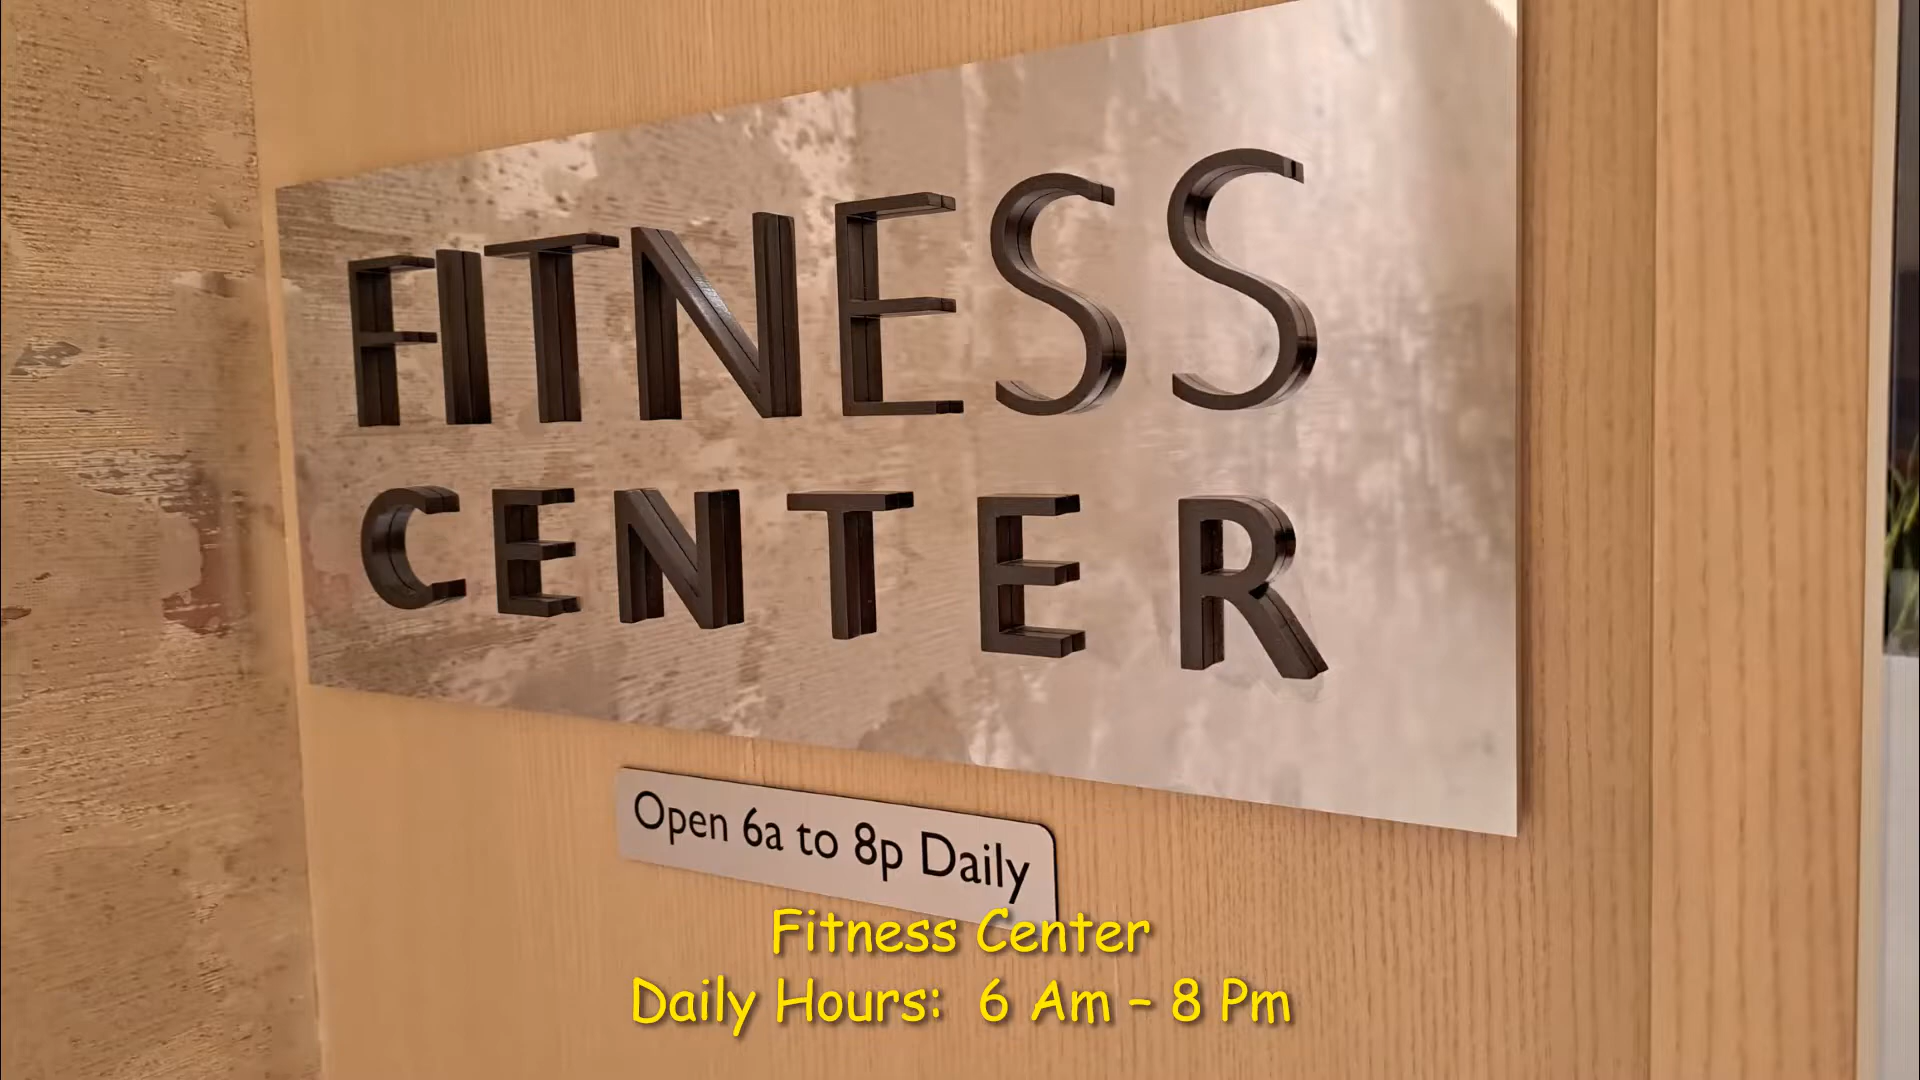 FITNESS
CENTER
Open 6a to 8p Daily
Fitness Center
Daily Hours:  6 Am – 8 Pm